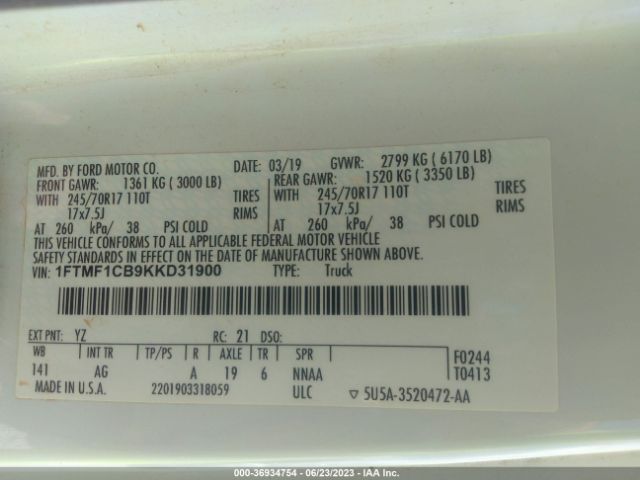 MFD. BY FORD MOTOR CO. DATE: 03/19 GVWR: 2799 KG ( 6170 LB)
FRONT GAWR: 1361 KG ( 3000 LB) REAR GAWR: 1520 KG ( 3350 LB)
WITH 245/70R17 110T TIRES WITH 245/70R17 110T TIRES
17x7.5J RIMS 17x7.5J RIMS
AT 260 kPa/ 38 PSI COLD AT 260 kPa/ 38 PSI COLD
THIS VEHICLE CONFORMS TO ALL APPLICABLE FEDERAL MOTOR VEHICLE
SAFETY STANDARDS IN EFFECT ON THE DATE OF MANUFACTURE SHOWN ABOVE.
VIN: 1FTMF1CB9KKD31900 TYPE: Truck
EXT PNT: YZ RC: 21 DSO:
WB INT TR TP/PS R AXLE TR SPR F0244
141 AG A 19 6 NNAA T0413
MADE IN U.S.A. 2201903318059 ULC ▽ 5U5A-3520472-AA
000-36934754 - 06/23/2023 - IAA Inc.